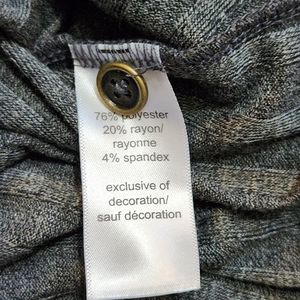 76% polyester
20% rayon/
rayonne
4% spandex
exclusive of
decoration/
sauf décoration